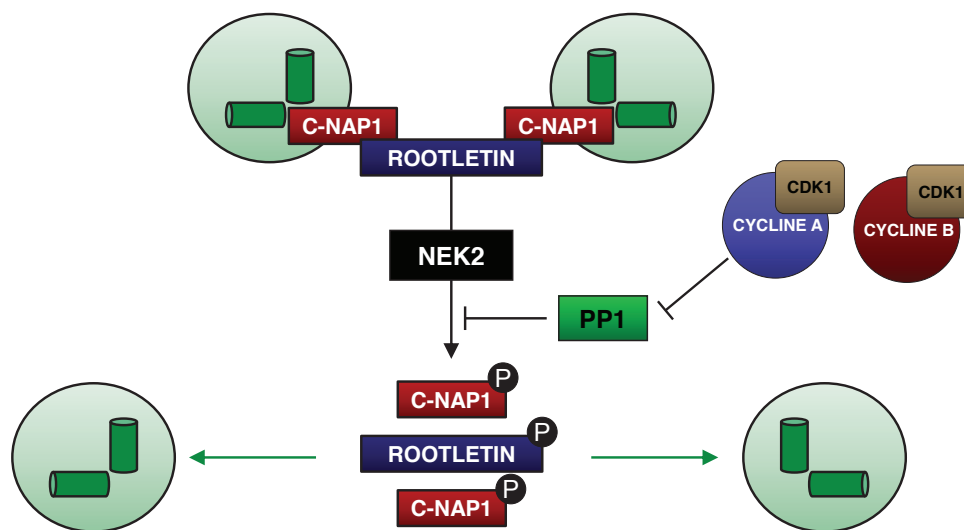 C-NAP1
C-NAP1
ROOTLETIN
CDK1
CDK1
CYCLINE A
CYCLINE B
NEK2
PP1
P
C-NAP1
P
ROOTLETIN
P
C-NAP1